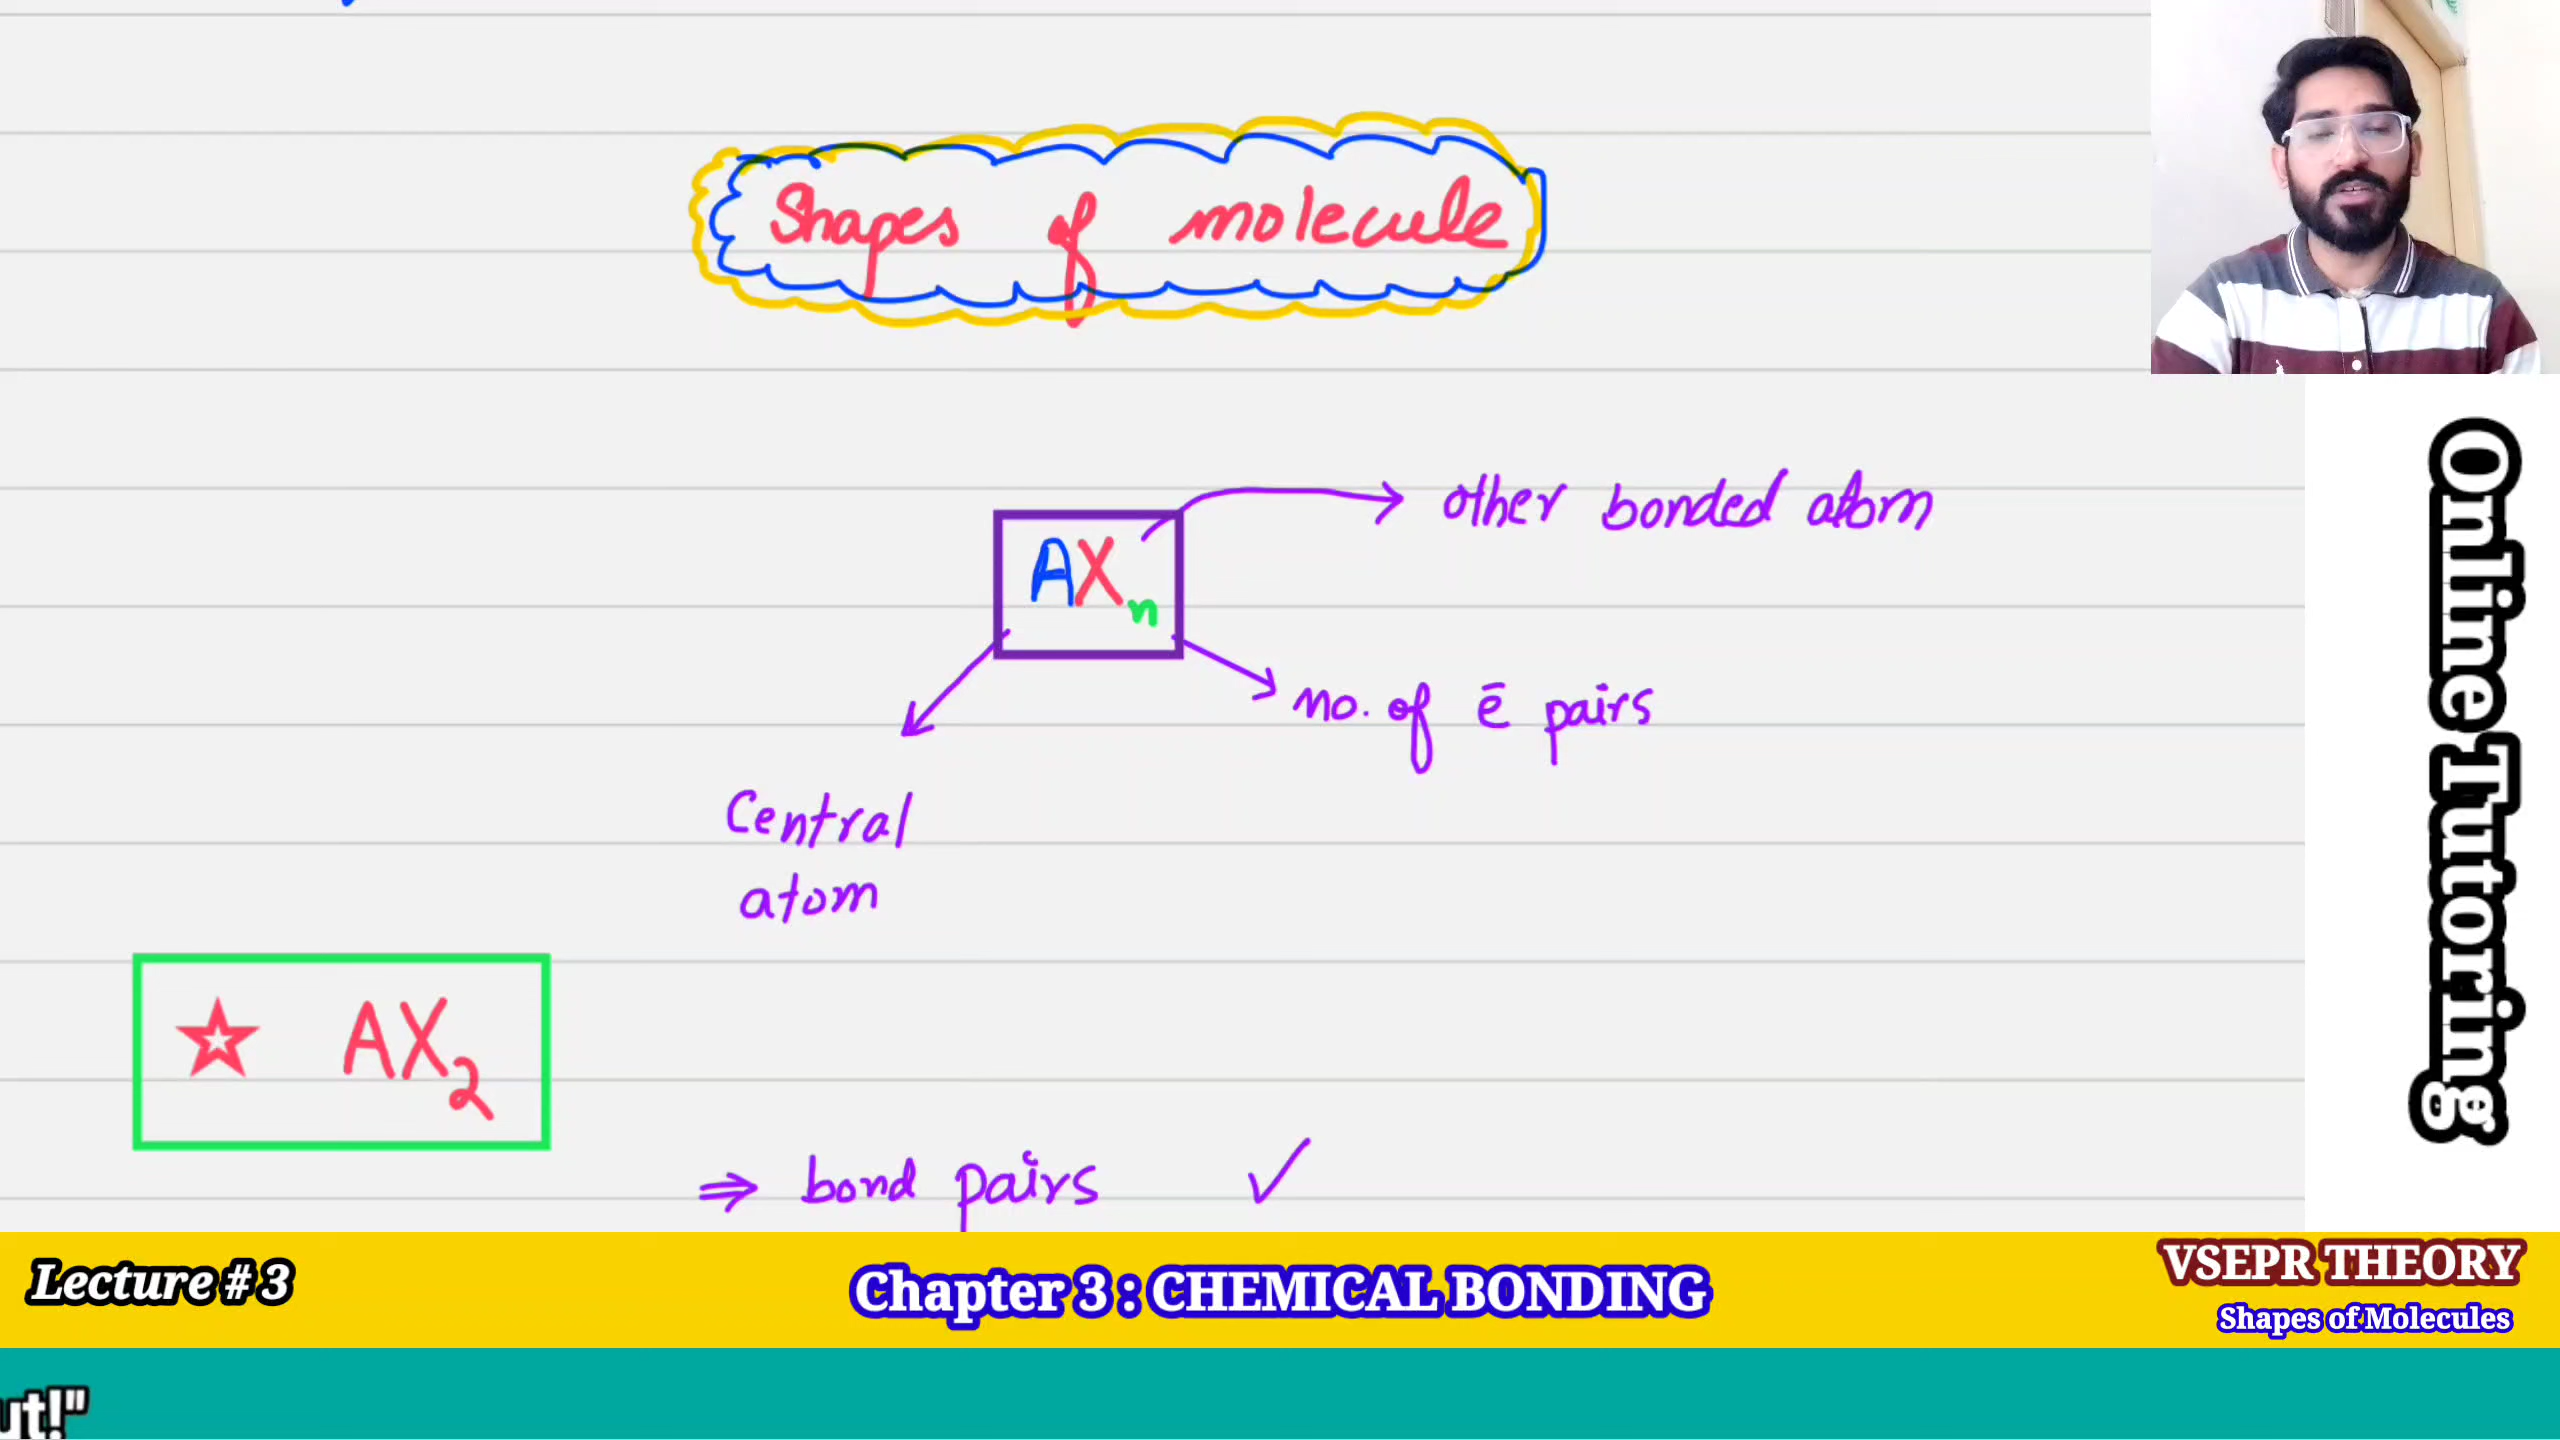 Shapes of molecule
other bonded atom
AXn
no. of ē pairs
Central
atom
☆ AX2
⇒ bond pairs ✓
Online Tutoring
Lecture # 3
Chapter 3 : CHEMICAL BONDING
VSEPR THEORY
Shapes of Molecules
ut!"